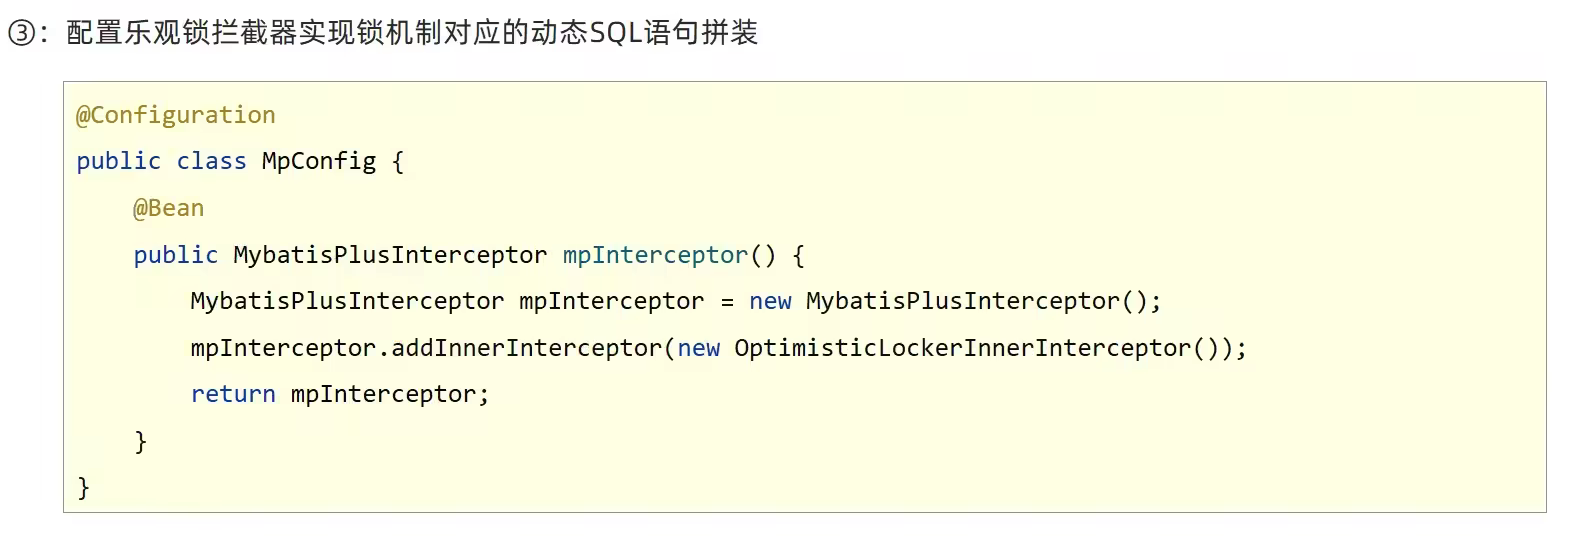 ③：配置乐观锁拦截器实现锁机制对应的动态SQL语句拼装
@Configuration
public class MpConfig {
    @Bean
    public MybatisPlusInterceptor mpInterceptor() {
        MybatisPlusInterceptor mpInterceptor = new MybatisPlusInterceptor();
        mpInterceptor.addInnerInterceptor(new OptimisticLockerInnerInterceptor());
        return mpInterceptor;
    }
}